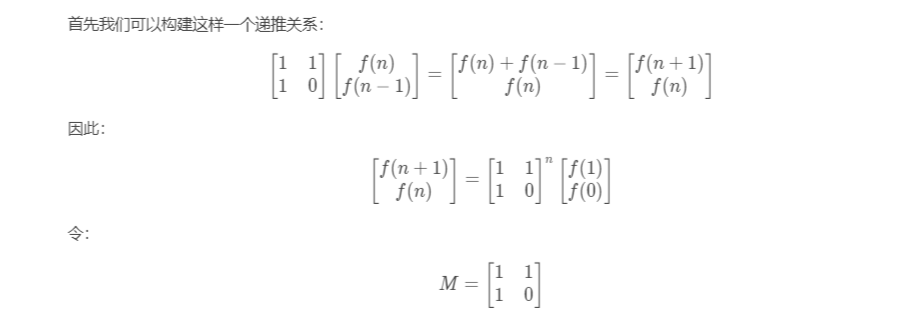 首先我们可以构建这样一个递推关系：
[1 1; 1 0] [f(n); f(n − 1)] = [f(n) + f(n − 1); f(n)] = [f(n + 1); f(n)]
因此：
[f(n + 1); f(n)] = [1 1; 1 0]^n [f(1); f(0)]
令：
M = [1 1; 1 0]